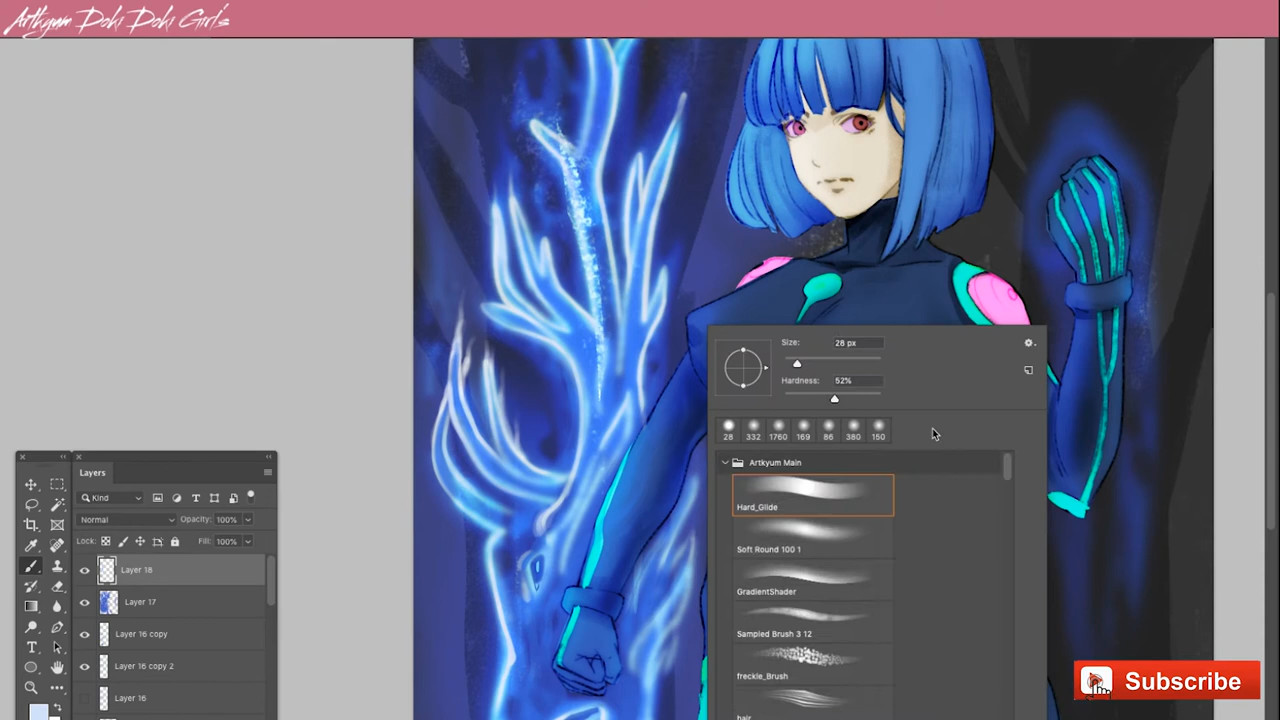 Artkyum Doki Doki Girl's
Size: 28 px
Hardness: 52%
28 332 1760 169 86 380 150
Artkyum Main
Hard_Glide
Soft Round 100 1
GradientShader
Sampled Brush 3 12
freckle_Brush
hair
Layers
Kind
Normal Opacity: 100%
Lock: Fill: 100%
Layer 18
Layer 17
Layer 16 copy
Layer 16 copy 2
Layer 16
Subscribe